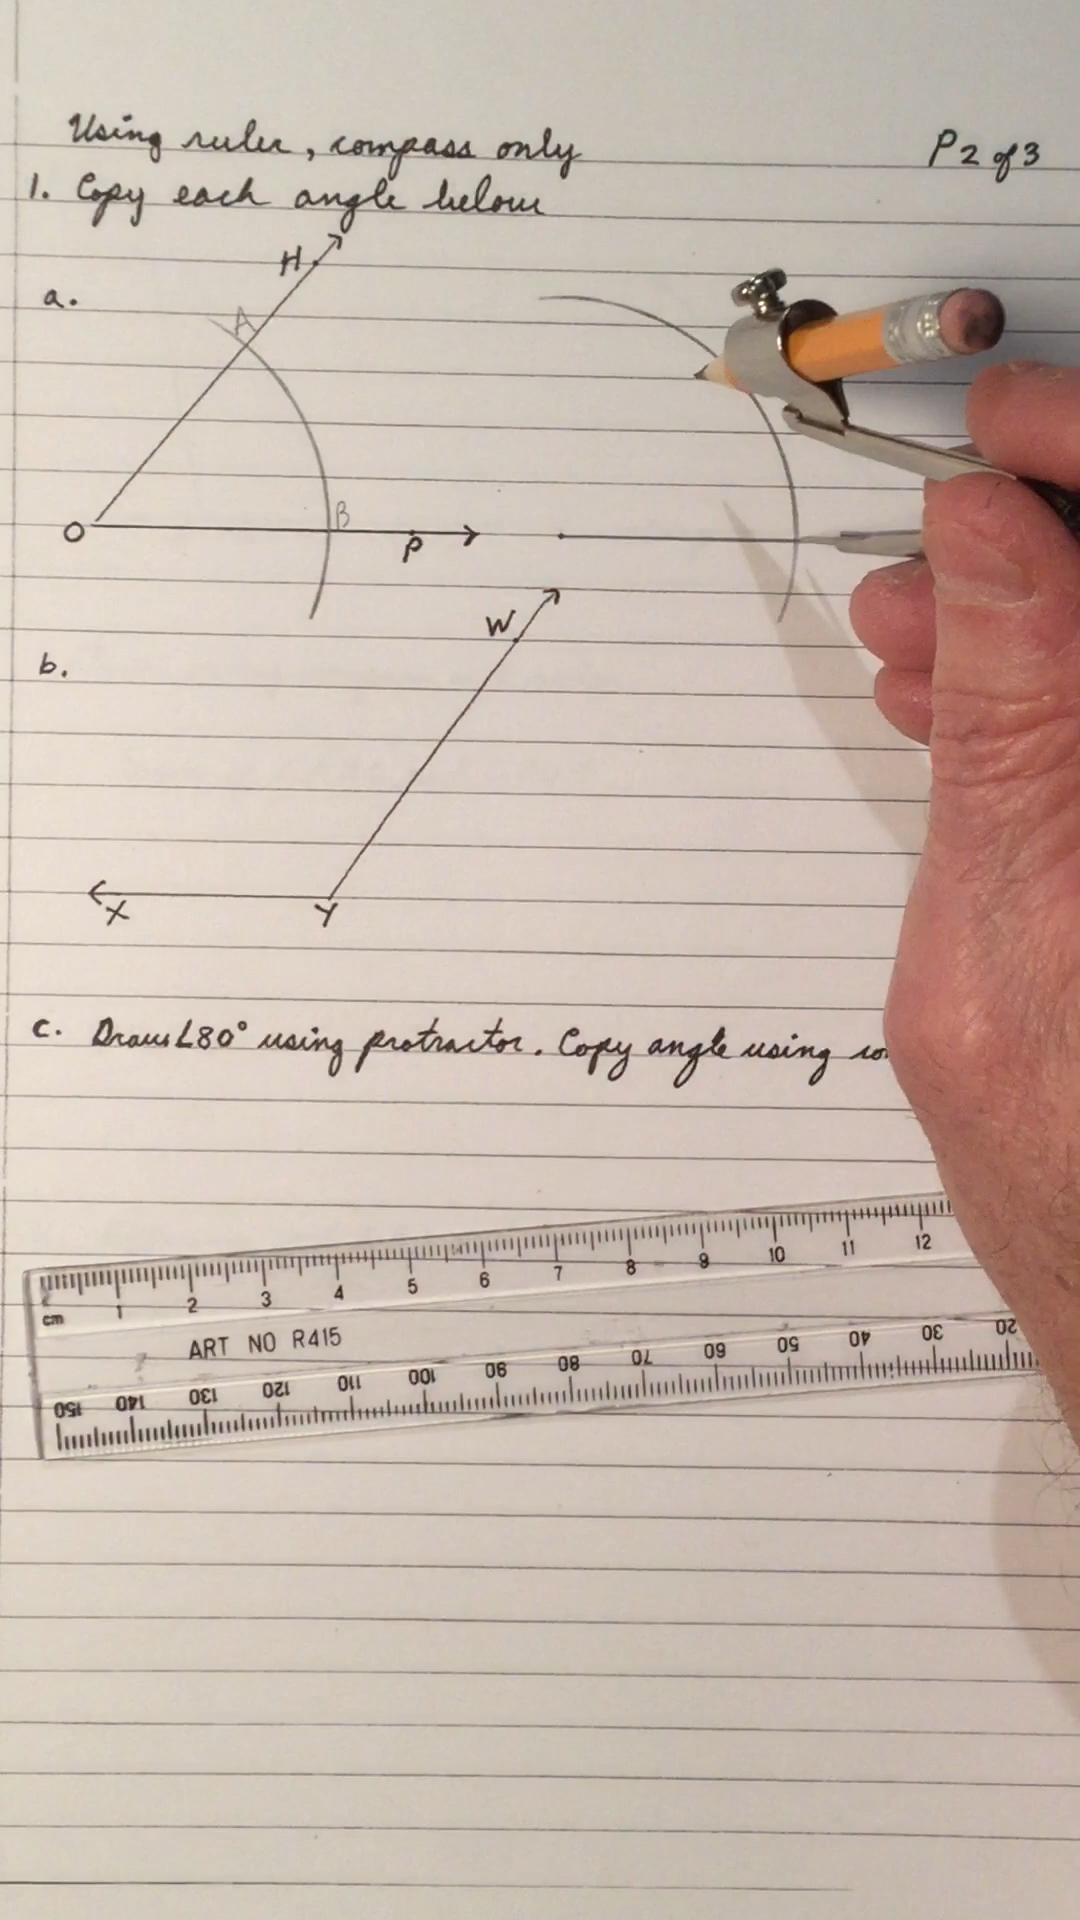 Using ruler, compass only
P 2 of 3
1. Copy each angle below
H
a.
A
B
O
P
W
b.
X
Y
c. Draw ∠80° using protractor. Copy angle using
1 2 3 4 5 6 7 8 9 10 11 12
cm
ART NO R415
150 140 130 120 110 100 90 80 70 60 50 40 30 20